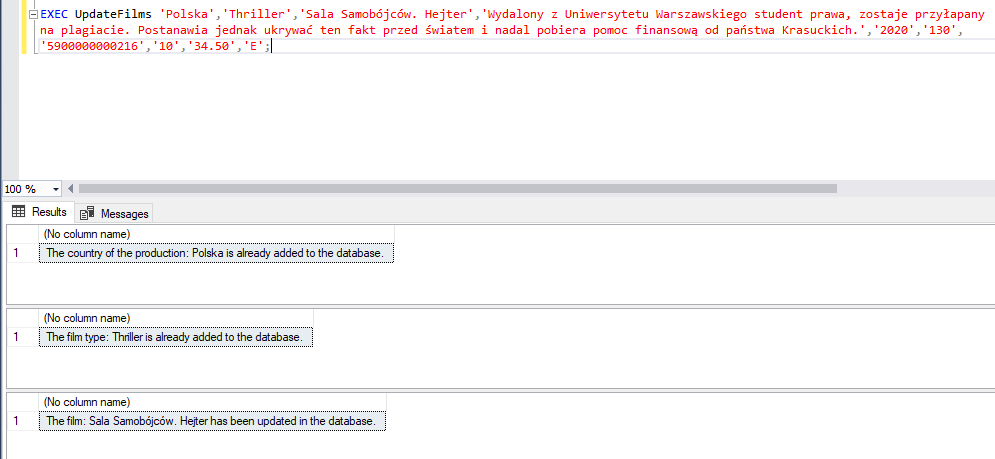 EXEC UpdateFilms 'Polska','Thriller','Sala Samobójców. Hejter','Wydalony z Uniwersytetu Warszawskiego student prawa, zostaje przyłapany
na plagiacie. Postanawia jednak ukrywać ten fakt przed światem i nadal pobiera pomoc finansową od państwa Krasuckich.','2020','130',
'5900000000216','10','34.50','E';
100 %
Results Messages
(No column name)
1 The country of the production: Polska is already added to the database.
(No column name)
1 The film type: Thriller is already added to the database.
(No column name)
1 The film: Sala Samobójców. Hejter has been updated in the database.